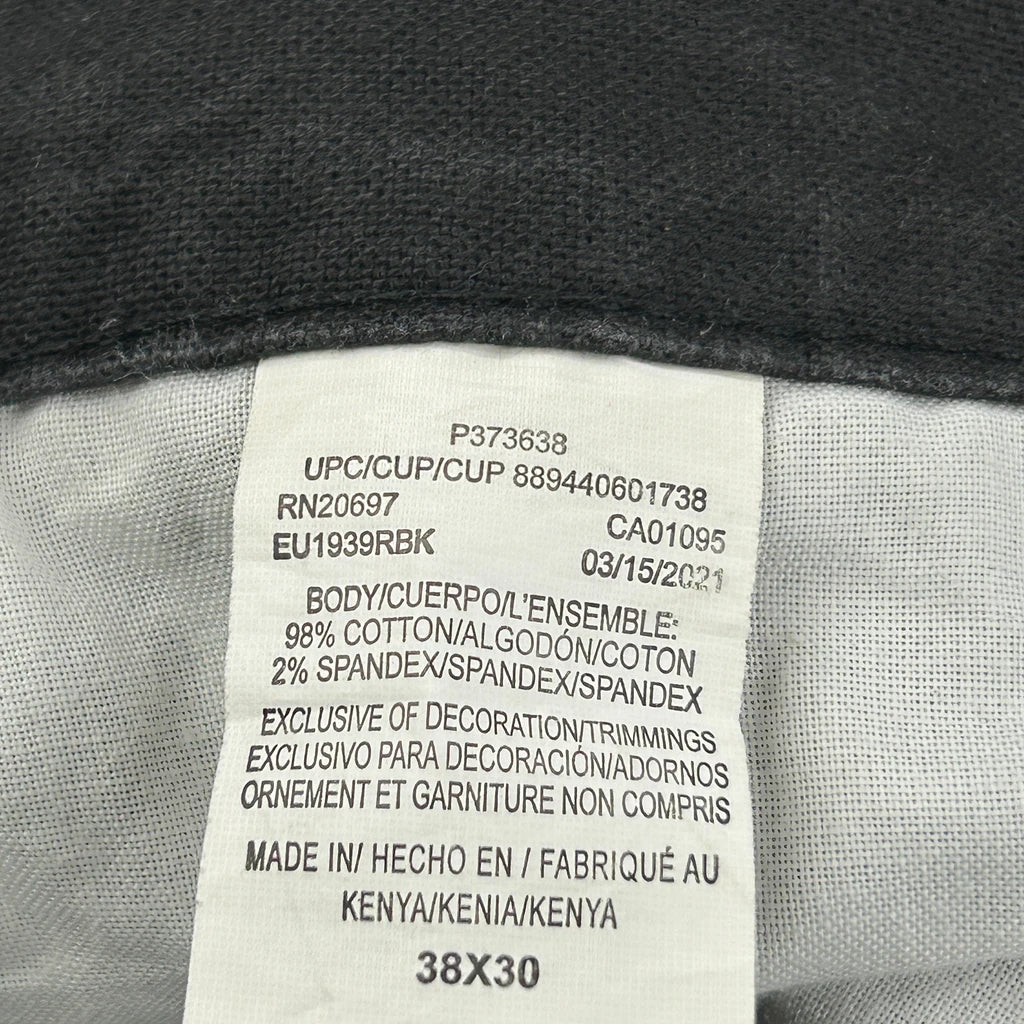 P373638
UPC/CUP/CUP 889440601738
RN20697 CA01095
EU1939RBK 03/15/2021
BODY/CUERPO/L'ENSEMBLE:
98% COTTON/ALGODÓN/COTON
2% SPANDEX/SPANDEX/SPANDEX
EXCLUSIVE OF DECORATION/TRIMMINGS
EXCLUSIVO PARA DECORACIÓN/ADORNOS
ORNEMENT ET GARNITURE NON COMPRIS
MADE IN/ HECHO EN / FABRIQUÉ AU
KENYA/KENIA/KENYA
38X30